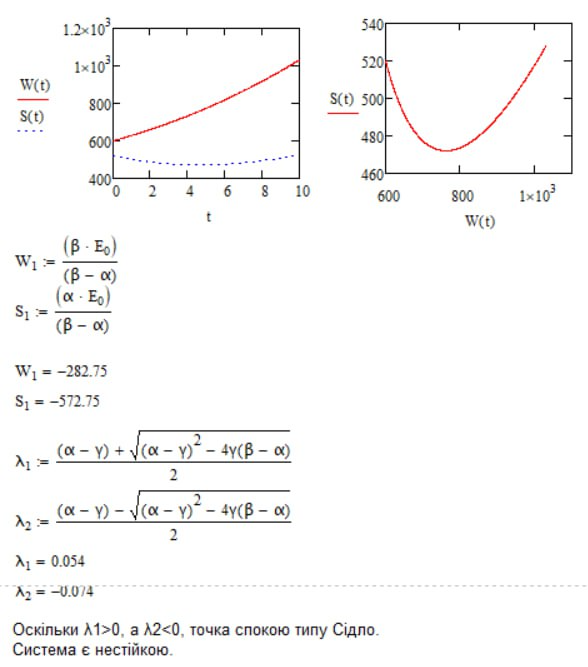 1.2×10³
1×10³
800
600
400
W(t)
S(t)
0 2 4 6 8 10
t
540
520
500
480
460
S(t)
600 800 1×10³
W(t)
W₁ := (β · E₀) / (β − α)
S₁ := (α · E₀) / (β − α)
W₁ = −282.75
S₁ = −572.75
λ₁ := ((α − γ) + √((α − γ)² − 4γ(β − α))) / 2
λ₂ := ((α − γ) − √((α − γ)² − 4γ(β − α))) / 2
λ₁ = 0.054
λ₂ = −0.074
Оскільки λ1>0, а λ2<0, точка спокою типу Сідло.
Система є нестійкою.